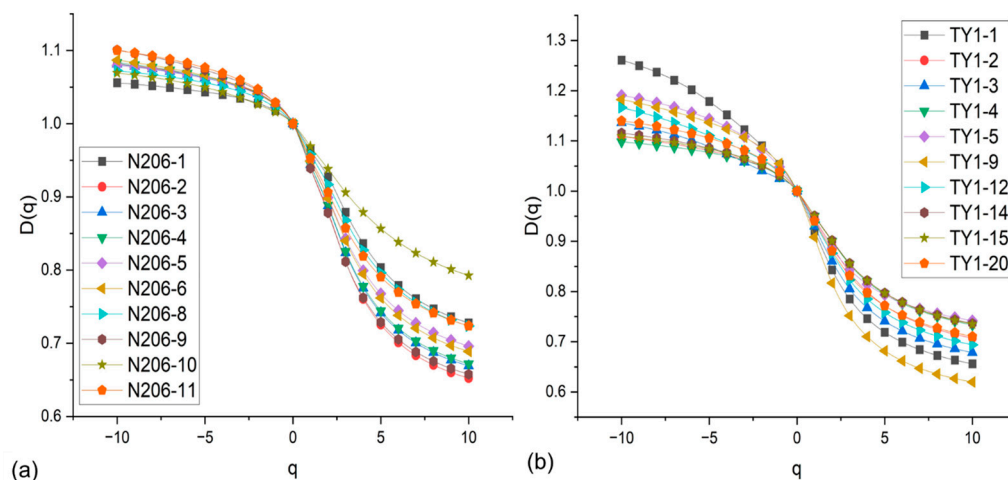 1.1
1.0
0.9
0.8
0.7
0.6
D(q)
N206-1
N206-2
N206-3
N206-4
N206-5
N206-6
N206-8
N206-9
N206-10
N206-11
−10 −5 0 5 10
q
(a)
1.3
1.2
1.1
1.0
0.9
0.8
0.7
0.6
D(q)
TY1-1
TY1-2
TY1-3
TY1-4
TY1-5
TY1-9
TY1-12
TY1-14
TY1-15
TY1-20
−10 −5 0 5 10
q
(b)